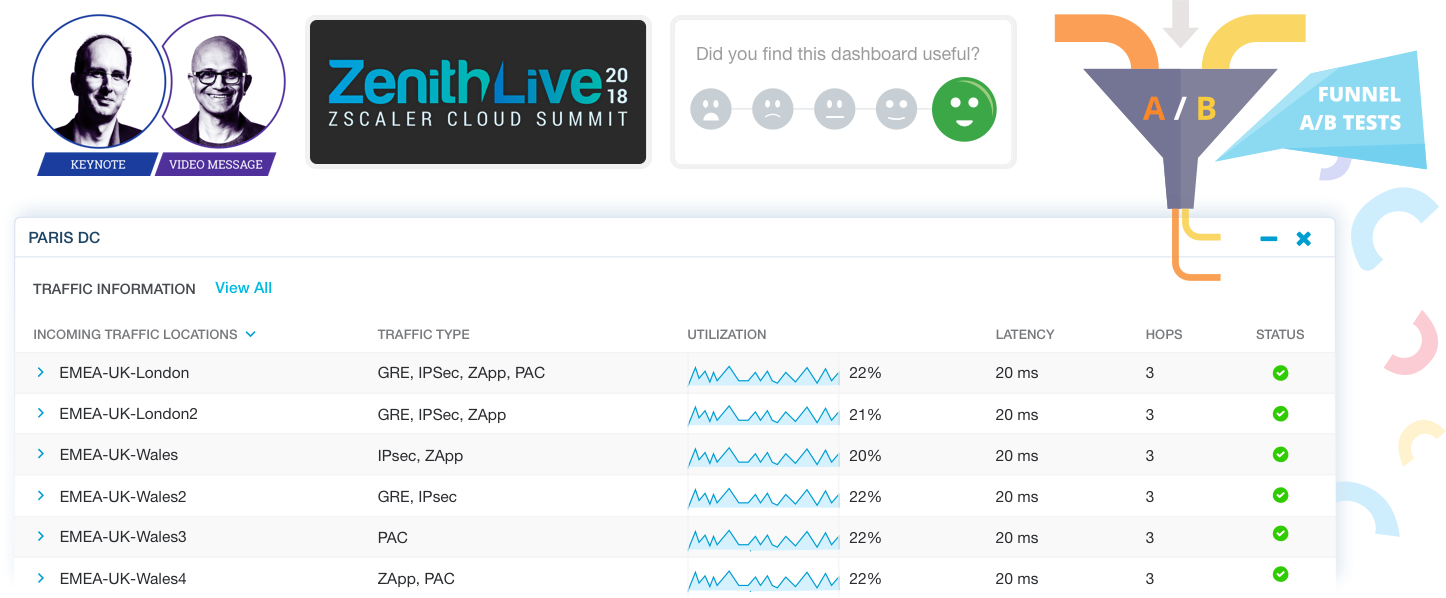 KEYNOTE
VIDEO MESSAGE
ZenithLive 2018
ZSCALER CLOUD SUMMIT
Did you find this dashboard useful?
A / B
FUNNEL
A/B TESTS
PARIS DC
TRAFFIC INFORMATION View All
INCOMING TRAFFIC LOCATIONS TRAFFIC TYPE UTILIZATION LATENCY HOPS STATUS
EMEA-UK-London GRE, IPSec, ZApp, PAC 22% 20 ms 3
EMEA-UK-London2 GRE, IPSec, ZApp 21% 20 ms 3
EMEA-UK-Wales IPsec, ZApp 20% 20 ms 3
EMEA-UK-Wales2 GRE, IPsec 22% 20 ms 3
EMEA-UK-Wales3 PAC 22% 20 ms 3
EMEA-UK-Wales4 ZApp, PAC 22% 20 ms 3